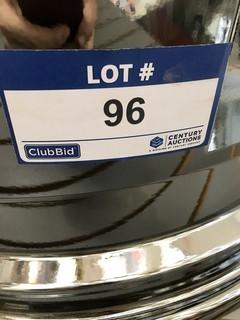 LOT #
96
ClubBid
CENTURY
AUCTIONS